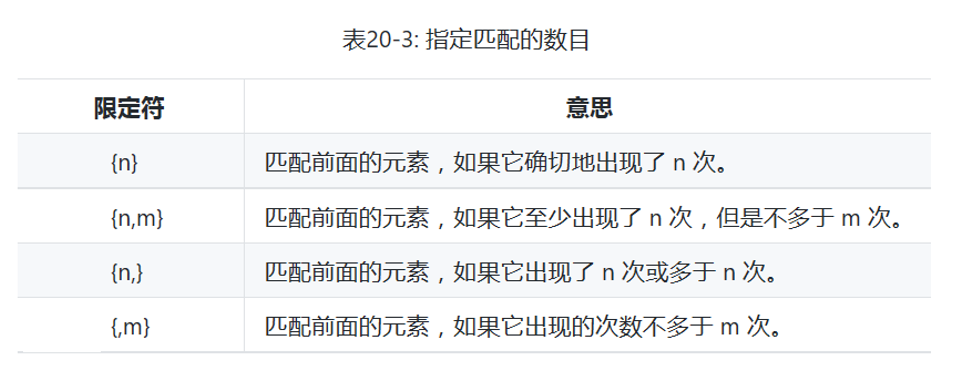 表20-3: 指定匹配的数目
限定符 意思
{n} 匹配前面的元素，如果它确切地出现了 n 次。
{n,m} 匹配前面的元素，如果它至少出现了 n 次，但是不多于 m 次。
{n,} 匹配前面的元素，如果它出现了 n 次或多于 n 次。
{,m} 匹配前面的元素，如果它出现的次数不多于 m 次。